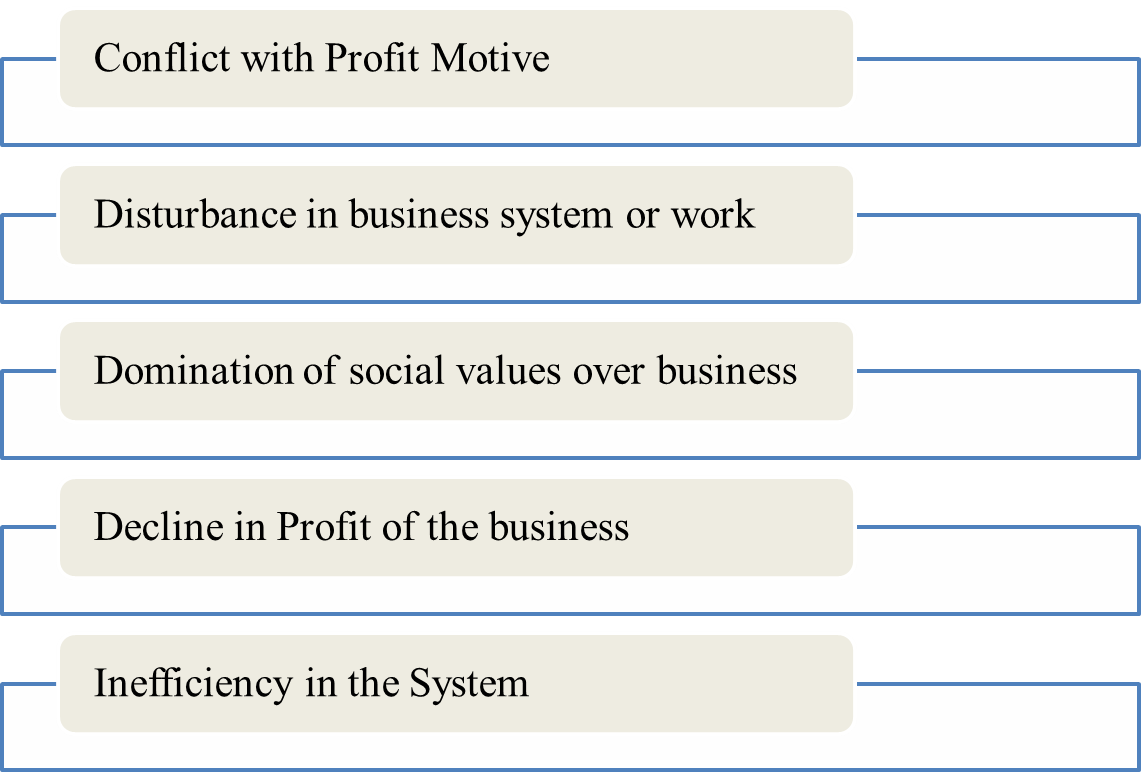 Conflict with Profit Motive
Disturbance in business system or work
Domination of social values over business
Decline in Profit of the business
Inefficiency in the System